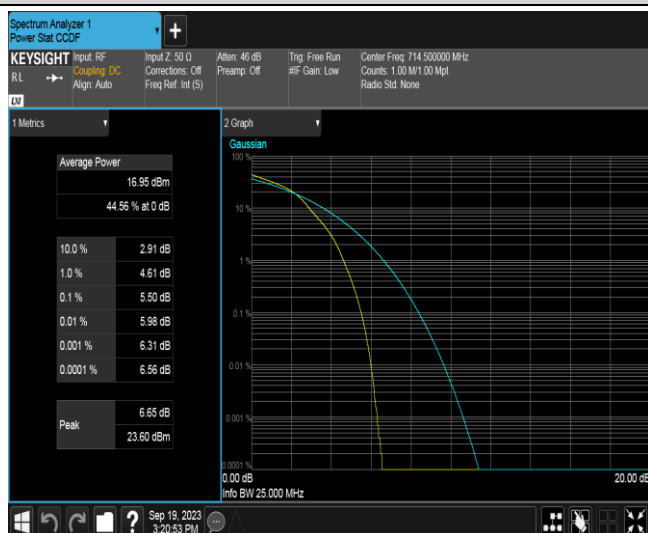 Spectrum Analyzer 1
Power Stat CCDF
+
KEYSIGHT
RL
LXI
Input: RF
Coupling: DC
Align: Auto
Input Z: 50 Ω
Corrections: Off
Freq Ref: Int (S)
Atten: 46 dB
Preamp: Off
Trig: Free Run
#IF Gain: Low
Center Freq: 714.500000 MHz
Counts: 1.00 M/1.00 Mpt
Radio Std: None
1 Metrics
Average Power
16.95 dBm
44.56 % at 0 dB
10.0 % 2.91 dB
1.0 % 4.61 dB
0.1 % 5.50 dB
0.01 % 5.98 dB
0.001 % 6.31 dB
0.0001 % 6.56 dB
Peak
6.65 dB
23.60 dBm
2 Graph
Gaussian
100 %
10 %
1 %
0.1 %
0.01 %
0.001 %
0.0001 %
0.00 dB
20.00 dB
Info BW 25.000 MHz
?
Sep 19, 2023
3:20:53 PM